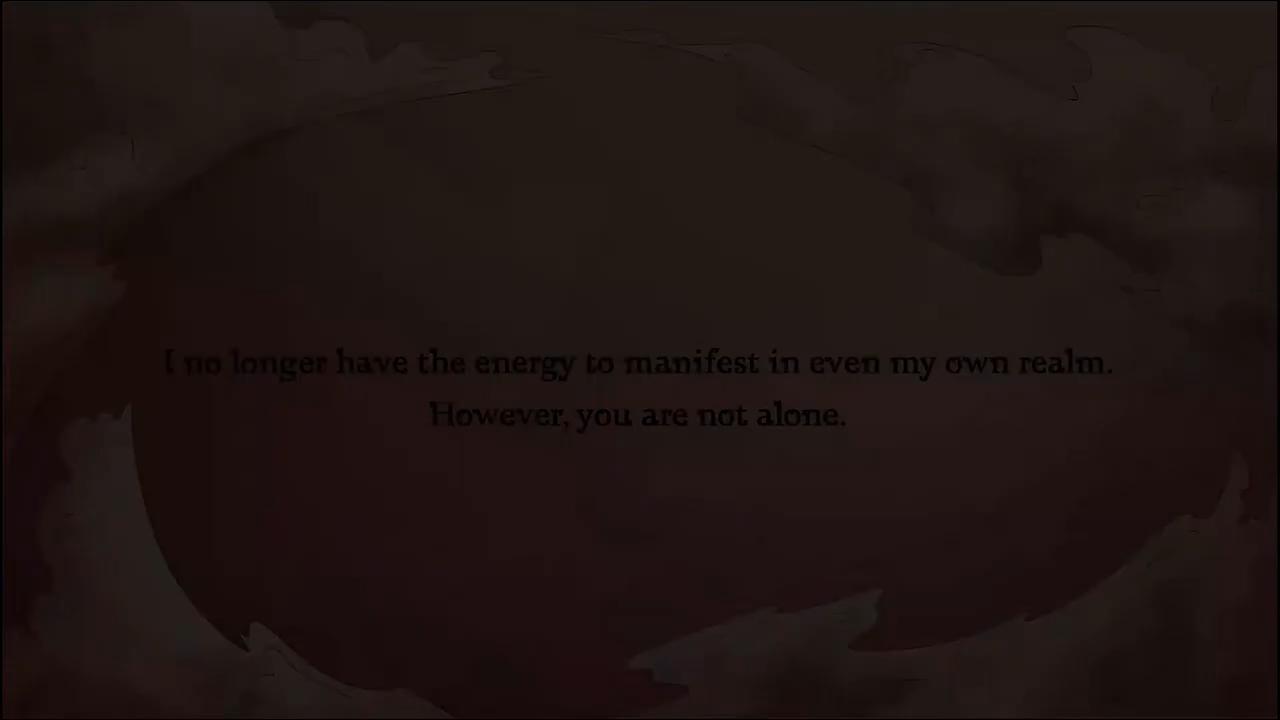 I no longer have the energy to manifest in even my own realm.
However, you are not alone.